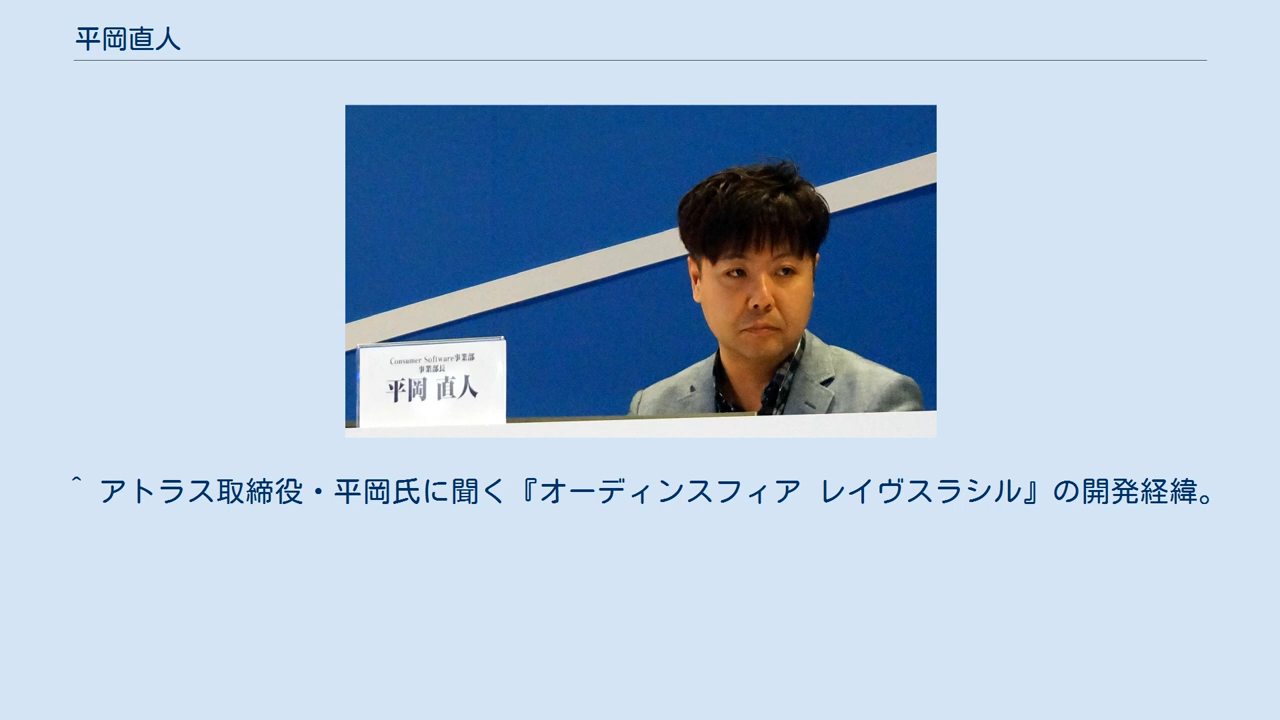 平岡直人
Consumer Software事業部
事業部長
平岡 直人
^ アトラス取締役・平岡氏に聞く『オーディンスフィア レイヴスラシル』の開発経緯。